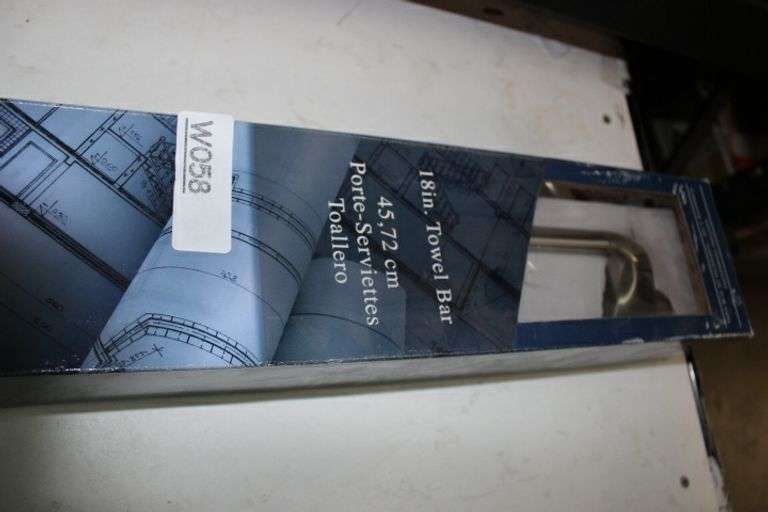 W058
18in. Towel Bar
45,72 cm
Porte-Serviettes
Toallero